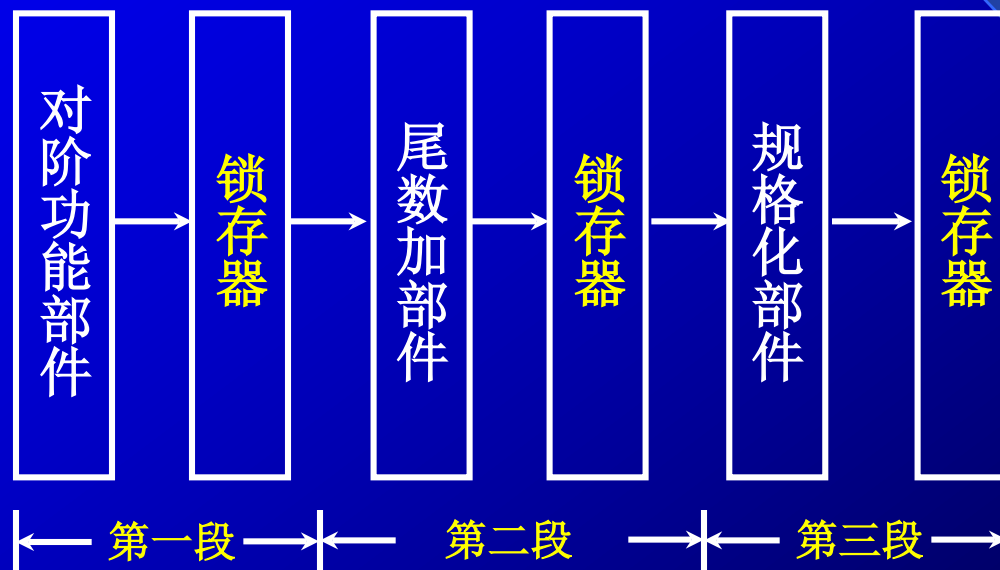 对阶功能部件
锁存器
尾数加部件
锁存器
规格化部件
锁存器
第一段
第二段
第三段